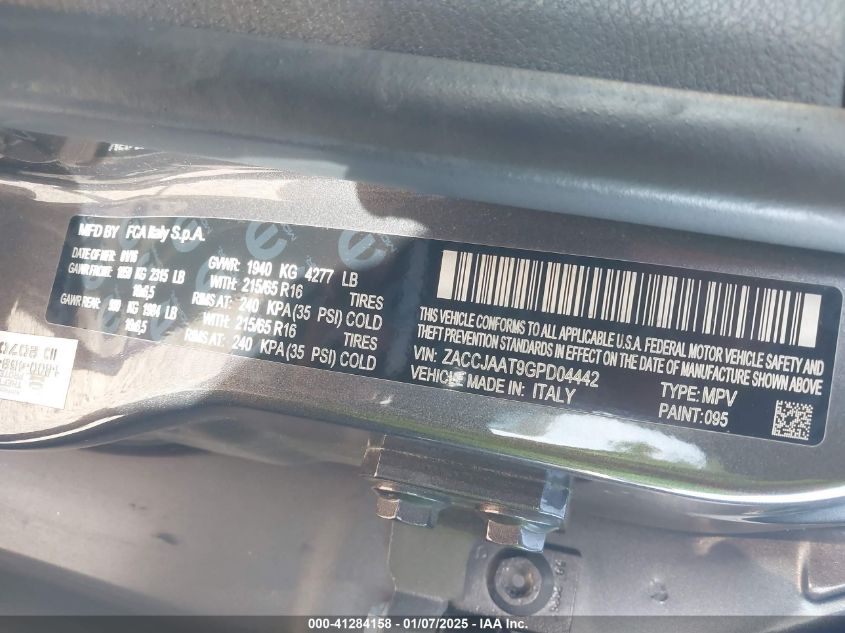 MFD BY FCA Italy S.p.A.
GVWR: 1940 KG 4277 LB
DATE OF MFR:
GAWR FRONT: 1050 KG 2315 LB
WITH: 215/65 R16 TIRES
RIMS AT: 240 KPA(35 PSI) COLD
GAWR REAR: KG 1984 LB
WITH: 215/65 R16 TIRES
RIMS AT: 240 KPA(35 PSI) COLD
THIS VEHICLE CONFORMS TO ALL APPLICABLE U.S.A. FEDERAL MOTOR VEHICLE SAFETY AND
THEFT PREVENTION STANDARDS IN EFFECT ON THE DATE OF MANUFACTURE SHOWN ABOVE
VIN: ZACCJAAT9GPD04442
TYPE: MPV
VEHICLE MADE IN: ITALY
PAINT: 095
000-41284158 - 01/07/2025 - IAA Inc.